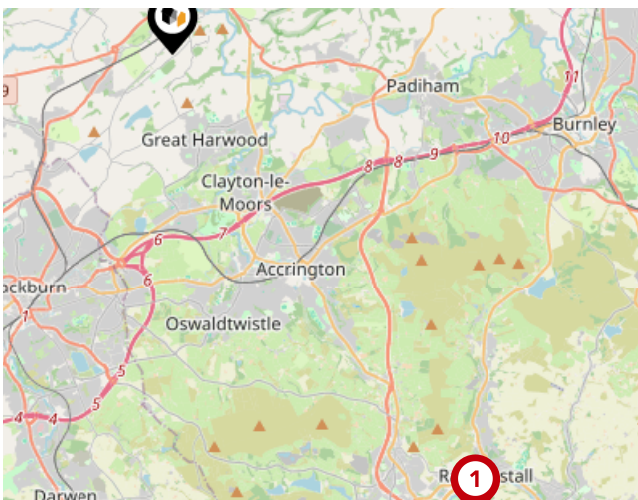 11
Padiham
9
Burnley
Great Harwood
10
9
8
8
Clayton-le-
Moors
7
6
6
Accrington
ockburn
1
Oswaldtwistle
5
5
4
4
1
R
stall
Darwen